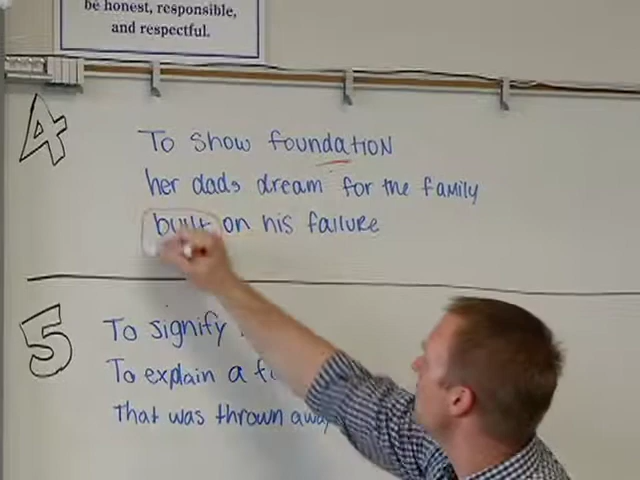 be honest, responsible,
and respectful.
4
To show foundation
her dads dream for the family
built on his failure
5
To signify
To explain a
That was thrown away